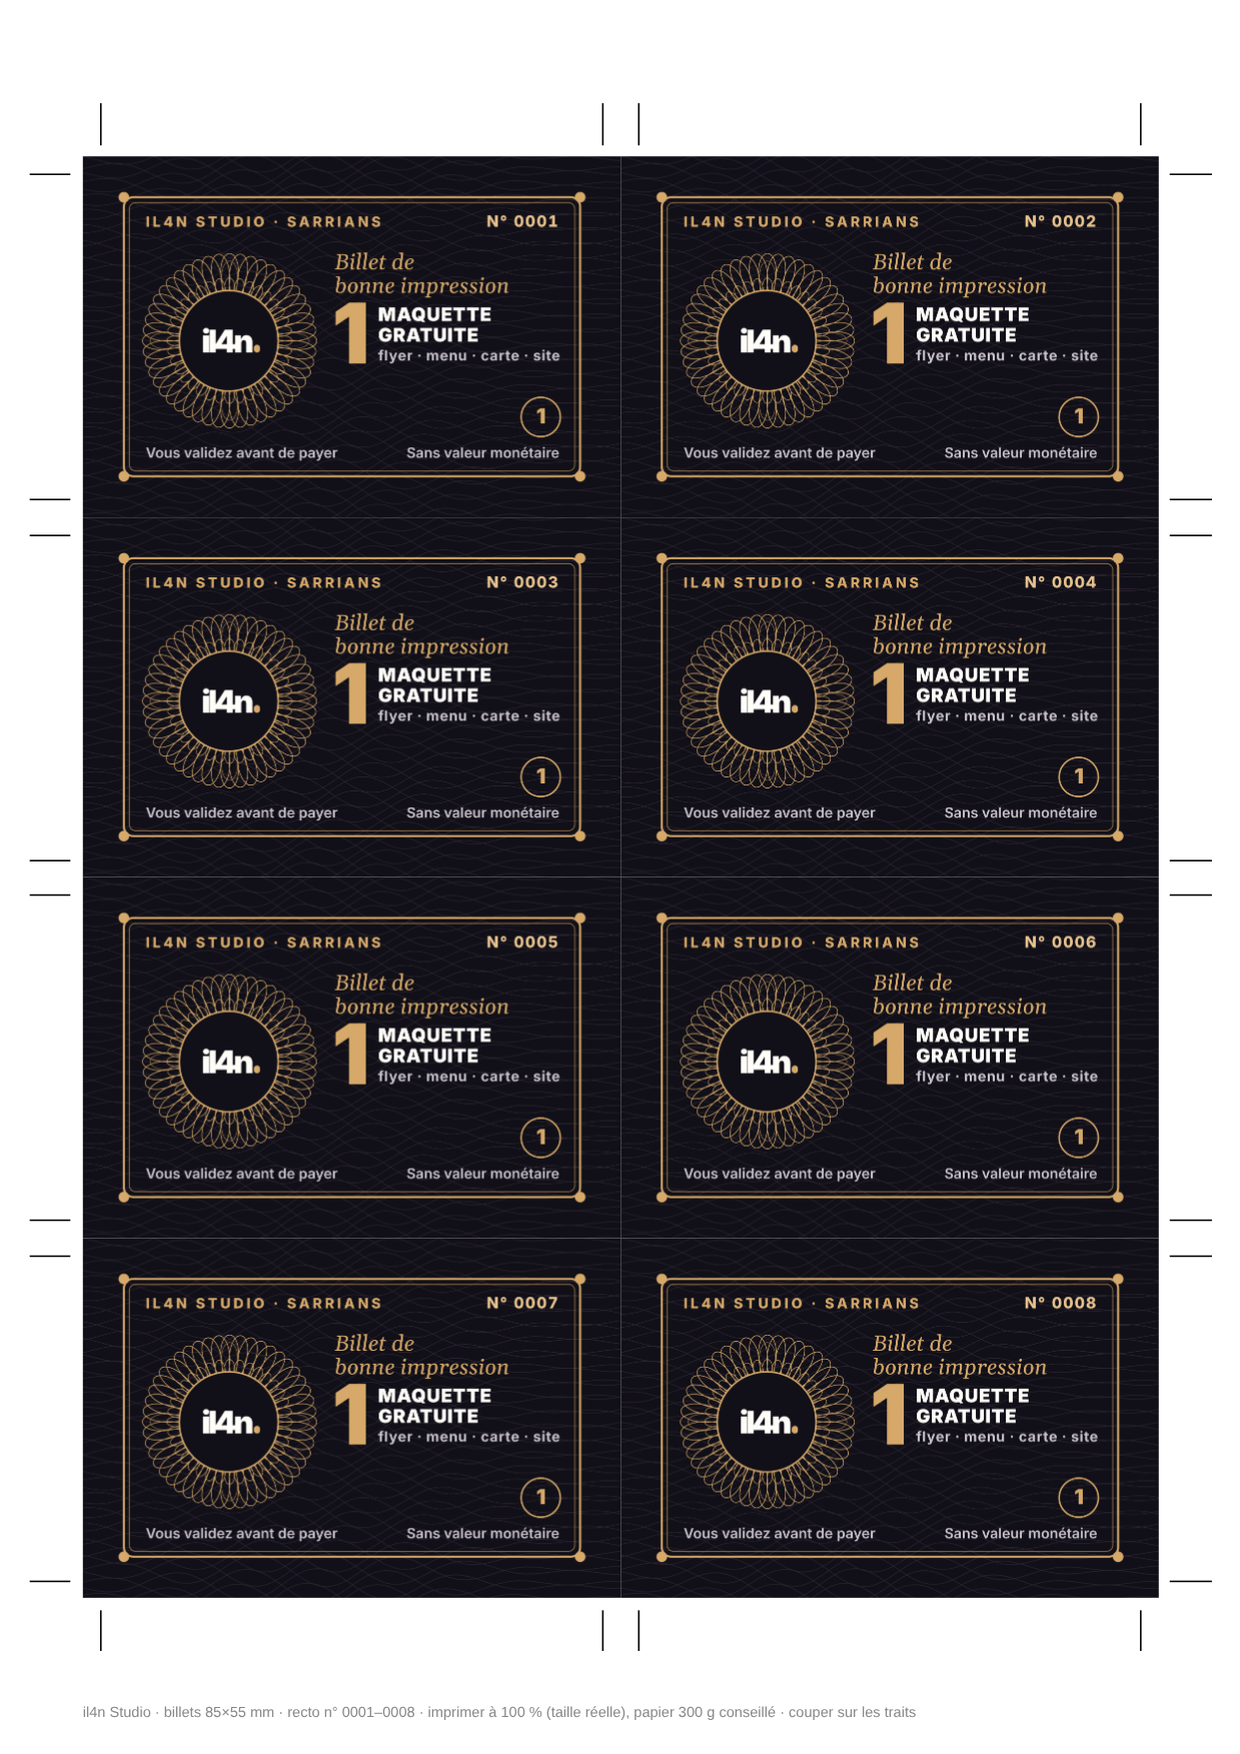 IL4N STUDIO · SARRIANS N° 0001
Billet de
bonne impression
il4n.
1 MAQUETTE
GRATUITE
flyer · menu · carte · site
1
Vous validez avant de payer Sans valeur monétaire
IL4N STUDIO · SARRIANS N° 0002
Billet de
bonne impression
il4n.
1 MAQUETTE
GRATUITE
flyer · menu · carte · site
1
Vous validez avant de payer Sans valeur monétaire
IL4N STUDIO · SARRIANS N° 0003
Billet de
bonne impression
il4n.
1 MAQUETTE
GRATUITE
flyer · menu · carte · site
1
Vous validez avant de payer Sans valeur monétaire
IL4N STUDIO · SARRIANS N° 0004
Billet de
bonne impression
il4n.
1 MAQUETTE
GRATUITE
flyer · menu · carte · site
1
Vous validez avant de payer Sans valeur monétaire
IL4N STUDIO · SARRIANS N° 0005
Billet de
bonne impression
il4n.
1 MAQUETTE
GRATUITE
flyer · menu · carte · site
1
Vous validez avant de payer Sans valeur monétaire
IL4N STUDIO · SARRIANS N° 0006
Billet de
bonne impression
il4n.
1 MAQUETTE
GRATUITE
flyer · menu · carte · site
1
Vous validez avant de payer Sans valeur monétaire
IL4N STUDIO · SARRIANS N° 0007
Billet de
bonne impression
il4n.
1 MAQUETTE
GRATUITE
flyer · menu · carte · site
1
Vous validez avant de payer Sans valeur monétaire
IL4N STUDIO · SARRIANS N° 0008
Billet de
bonne impression
il4n.
1 MAQUETTE
GRATUITE
flyer · menu · carte · site
1
Vous validez avant de payer Sans valeur monétaire
il4n Studio · billets 85×55 mm · recto n° 0001–0008 · imprimer à 100 % (taille réelle), papier 300 g conseillé · couper sur les traits